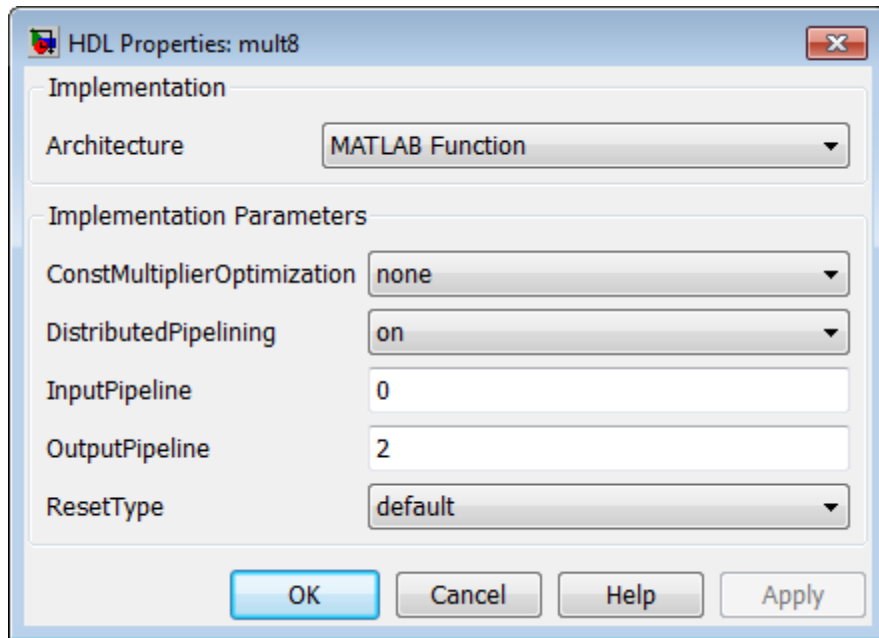 HDL Properties: mult8
Implementation
Architecture MATLAB Function
Implementation Parameters
ConstMultiplierOptimization none
DistributedPipelining on
InputPipeline 0
OutputPipeline 2
ResetType default
OK Cancel Help Apply